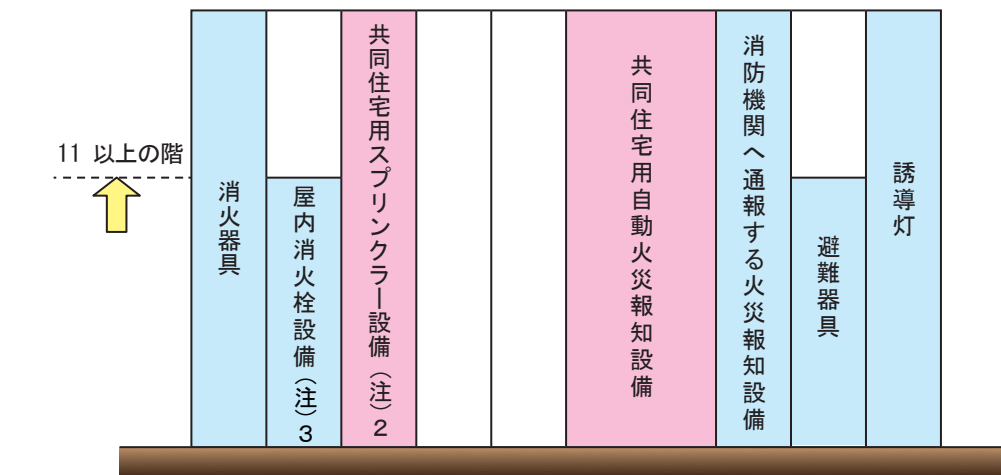 11 以上の階
消火器具
屋内消火栓設備（注）３
共同住宅用スプリンクラー設備（注）２
共同住宅用自動火災報知設備
消防機関へ通報する火災報知設備
避難器具
誘導灯